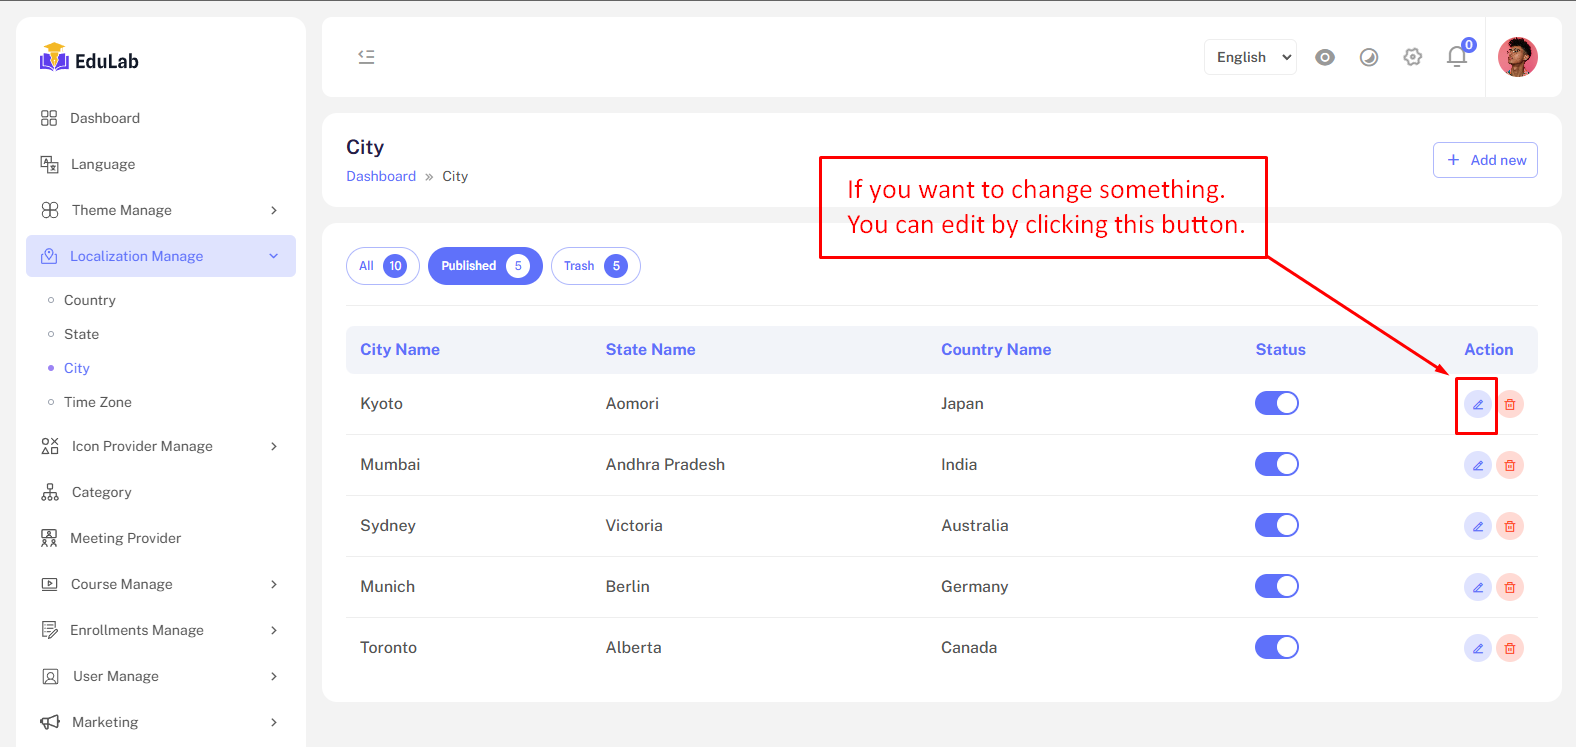 EduLab
Dashboard
Language
Theme Manage
Localization Manage
Country
State
City
Time Zone
Icon Provider Manage
Category
Meeting Provider
Course Manage
Enrollments Manage
User Manage
Marketing
English
0
City
Dashboard » City
+ Add new
If you want to change something.
You can edit by clicking this button.
All 10 Published 5 Trash 5
City Name State Name Country Name Status Action
Kyoto Aomori Japan
Mumbai Andhra Pradesh India
Sydney Victoria Australia
Munich Berlin Germany
Toronto Alberta Canada